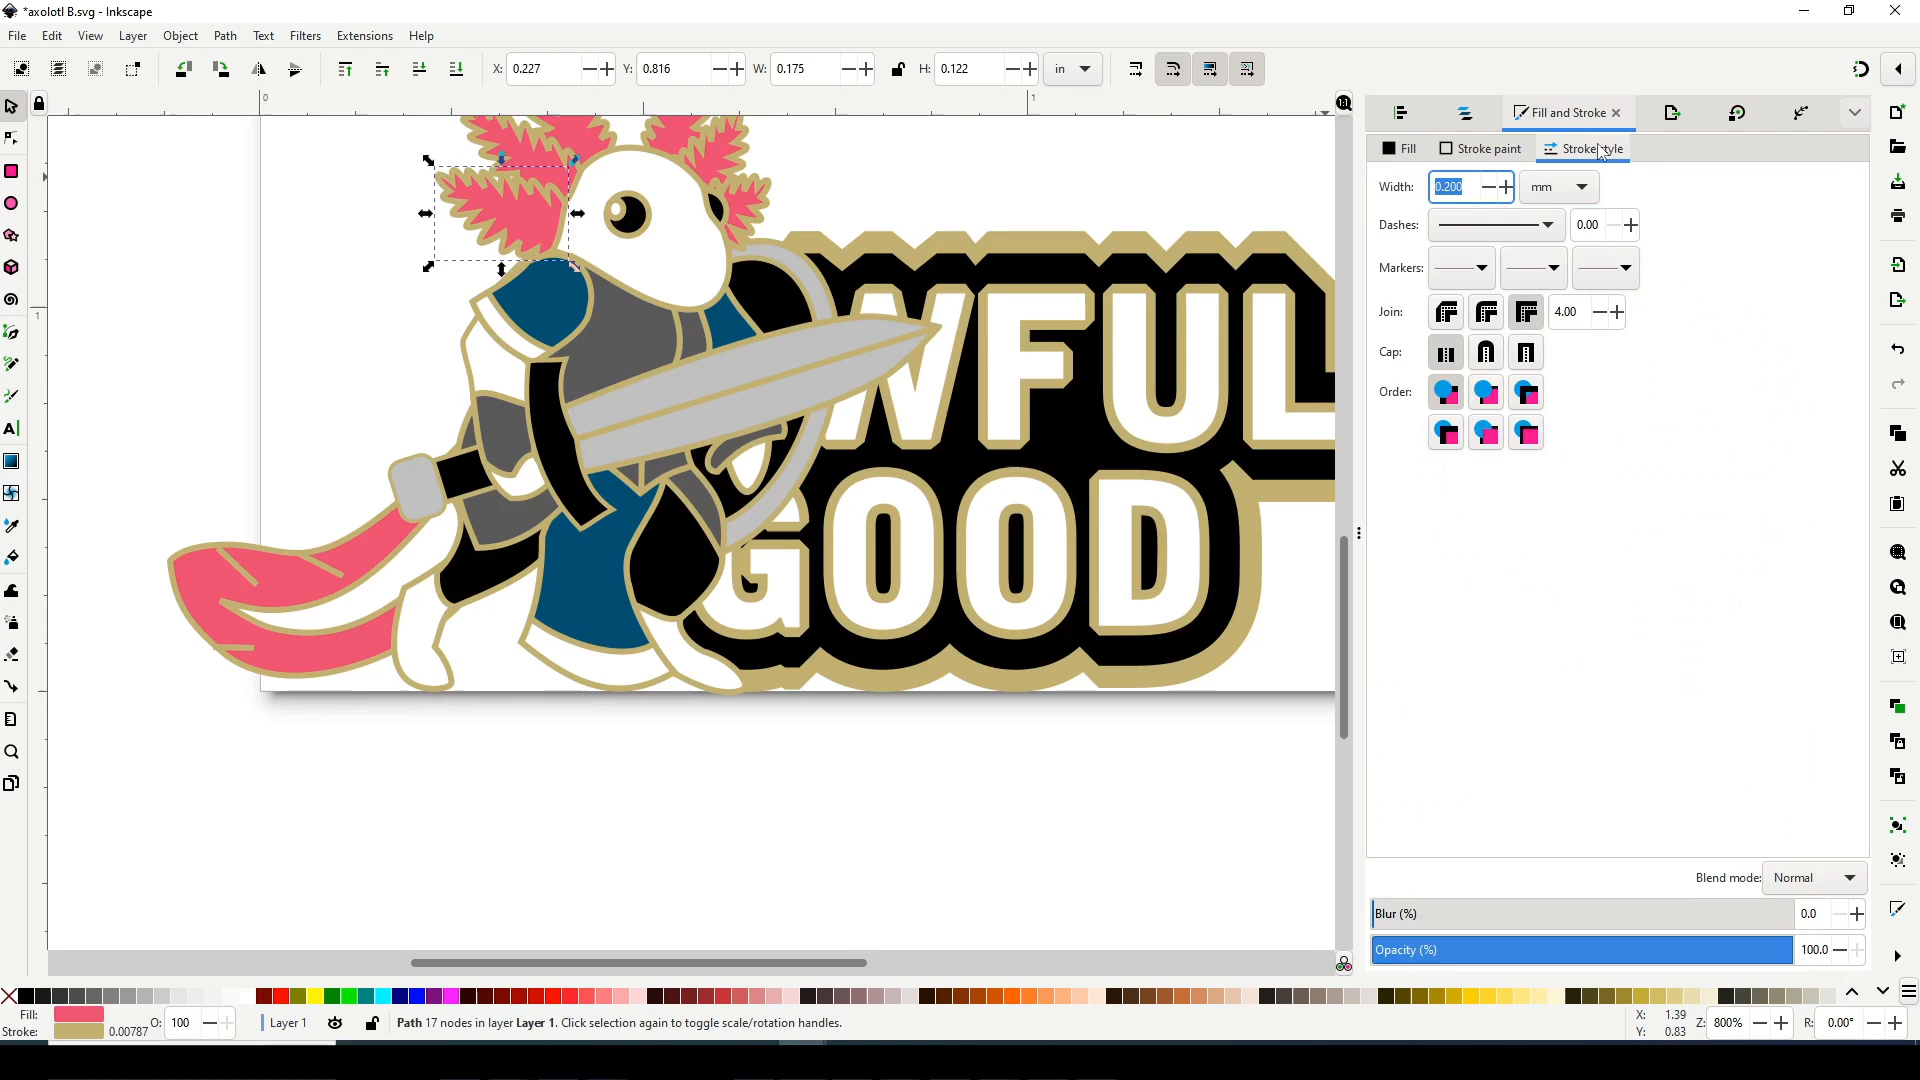 *axolotl B.svg - Inkscape
File Edit View Layer Object Path Text Filters Extensions Help
X: 0.227 Y: 0.816 W: 0.175 H: 0.122 in
0 1
1
Fill and Stroke
Fill Stroke paint Stroke style
Width: 0.200 mm
Dashes: 0.00
Markers:
Join: 4.00
Cap:
Order:
WFUL
GOOD
Blend mode: Normal
Blur (%) 0.0
Opacity (%) 100.0
Fill:
Stroke: 0.00787 O: 100 Layer 1 Path 17 nodes in layer Layer 1. Click selection again to toggle scale/rotation handles.
X: 1.39
Y: 0.83 Z: 800% R: 0.00°